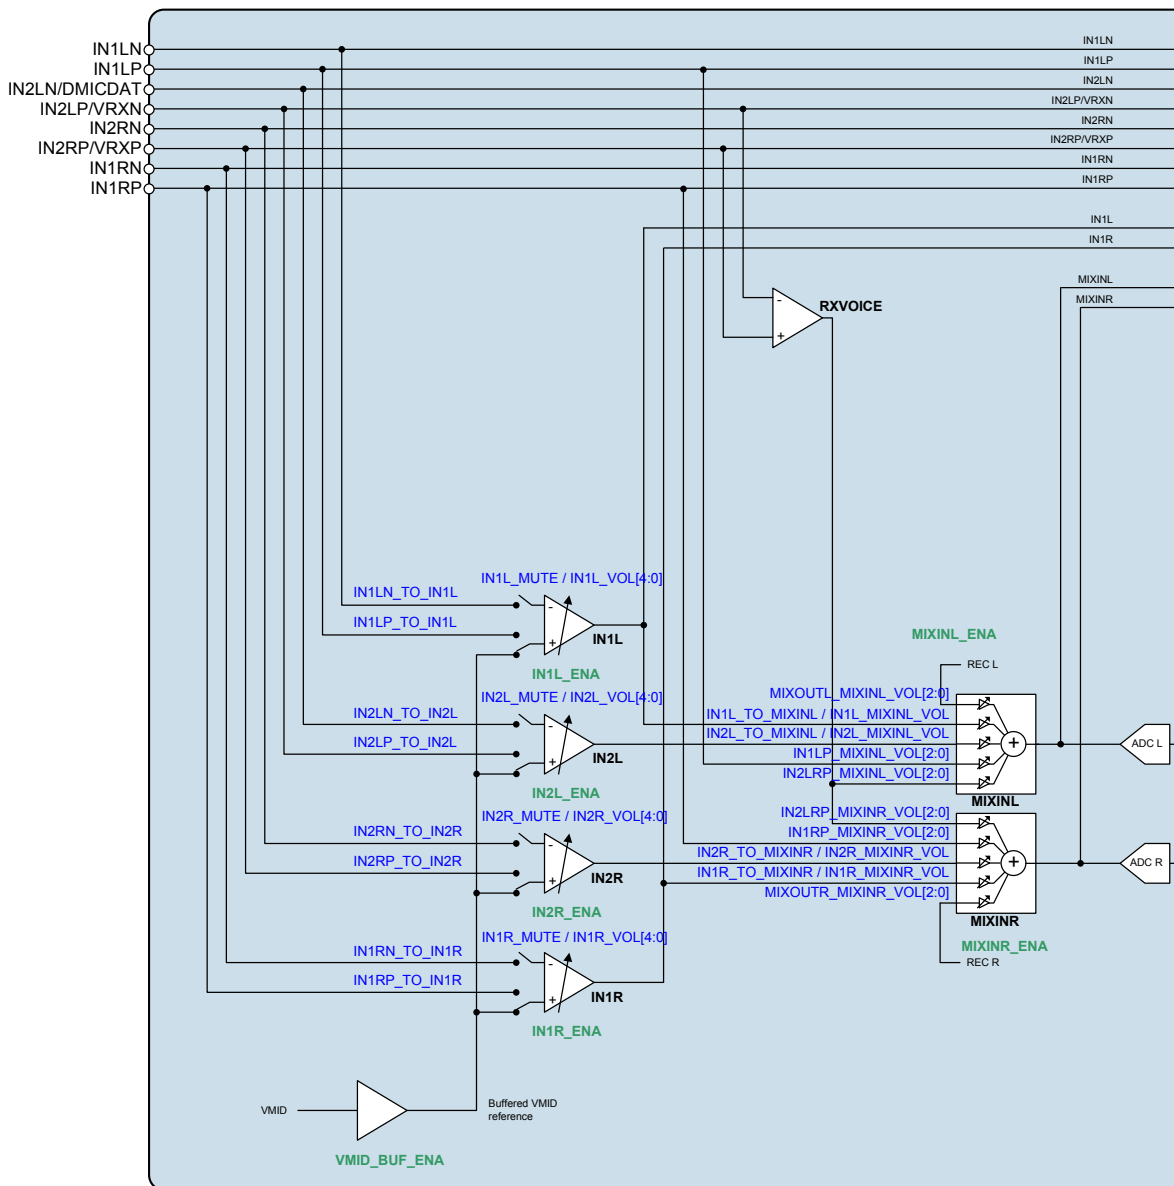 IN1LN
IN1LP
IN2LN/DMICDAT
IN2LP/VRXN
IN2RN
IN2RP/VRXP
IN1RN
IN1RP
IN1LN
IN1LP
IN2LN
IN2LP/VRXN
IN2RN
IN2RP/VRXP
IN1RN
IN1RP
IN1L
IN1R
MIXINL
MIXINR
-
+
RXVOICE
IN1L_MUTE / IN1L_VOL[4:0]
IN1LN_TO_IN1L
IN1LP_TO_IN1L
-
+
IN1L
IN1L_ENA
IN2L_MUTE / IN2L_VOL[4:0]
IN2LN_TO_IN2L
IN2LP_TO_IN2L
-
+
IN2L
IN2L_ENA
IN2R_MUTE / IN2R_VOL[4:0]
IN2RN_TO_IN2R
IN2RP_TO_IN2R
-
+
IN2R
IN2R_ENA
IN1R_MUTE / IN1R_VOL[4:0]
IN1RN_TO_IN1R
IN1RP_TO_IN1R
-
+
IN1R
IN1R_ENA
MIXINL_ENA
REC L
MIXOUTL_MIXINL_VOL[2:0]
IN1L_TO_MIXINL / IN1L_MIXINL_VOL
IN2L_TO_MIXINL / IN2L_MIXINL_VOL
IN1LP_MIXINL_VOL[2:0]
IN2LRP_MIXINL_VOL[2:0]
+
MIXINL
ADC L
IN2LRP_MIXINR_VOL[2:0]
IN1RP_MIXINR_VOL[2:0]
IN2R_TO_MIXINR / IN2R_MIXINR_VOL
IN1R_TO_MIXINR / IN1R_MIXINR_VOL
MIXOUTR_MIXINR_VOL[2:0]
+
MIXINR
ADC R
MIXINR_ENA
REC R
VMID
Buffered VMID
reference
VMID_BUF_ENA